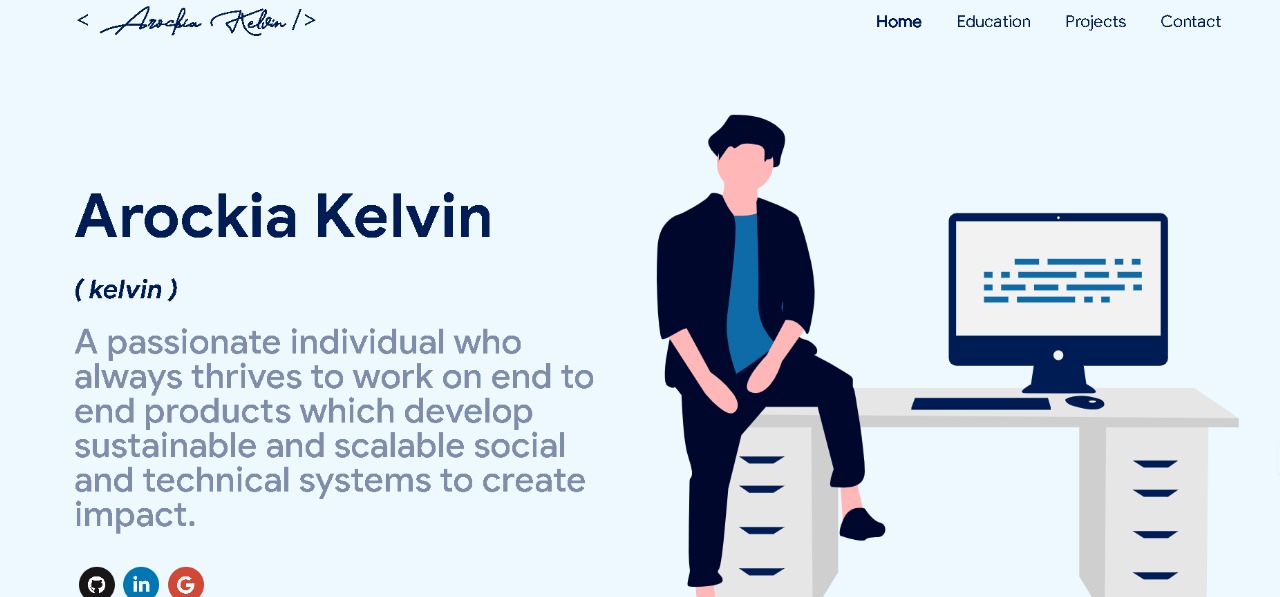 < Arockia Kelvin />
Home Education Projects Contact
Arockia Kelvin
( kelvin )
A passionate individual who
always thrives to work on end to
end products which develop
sustainable and scalable social
and technical systems to create
impact.
in G